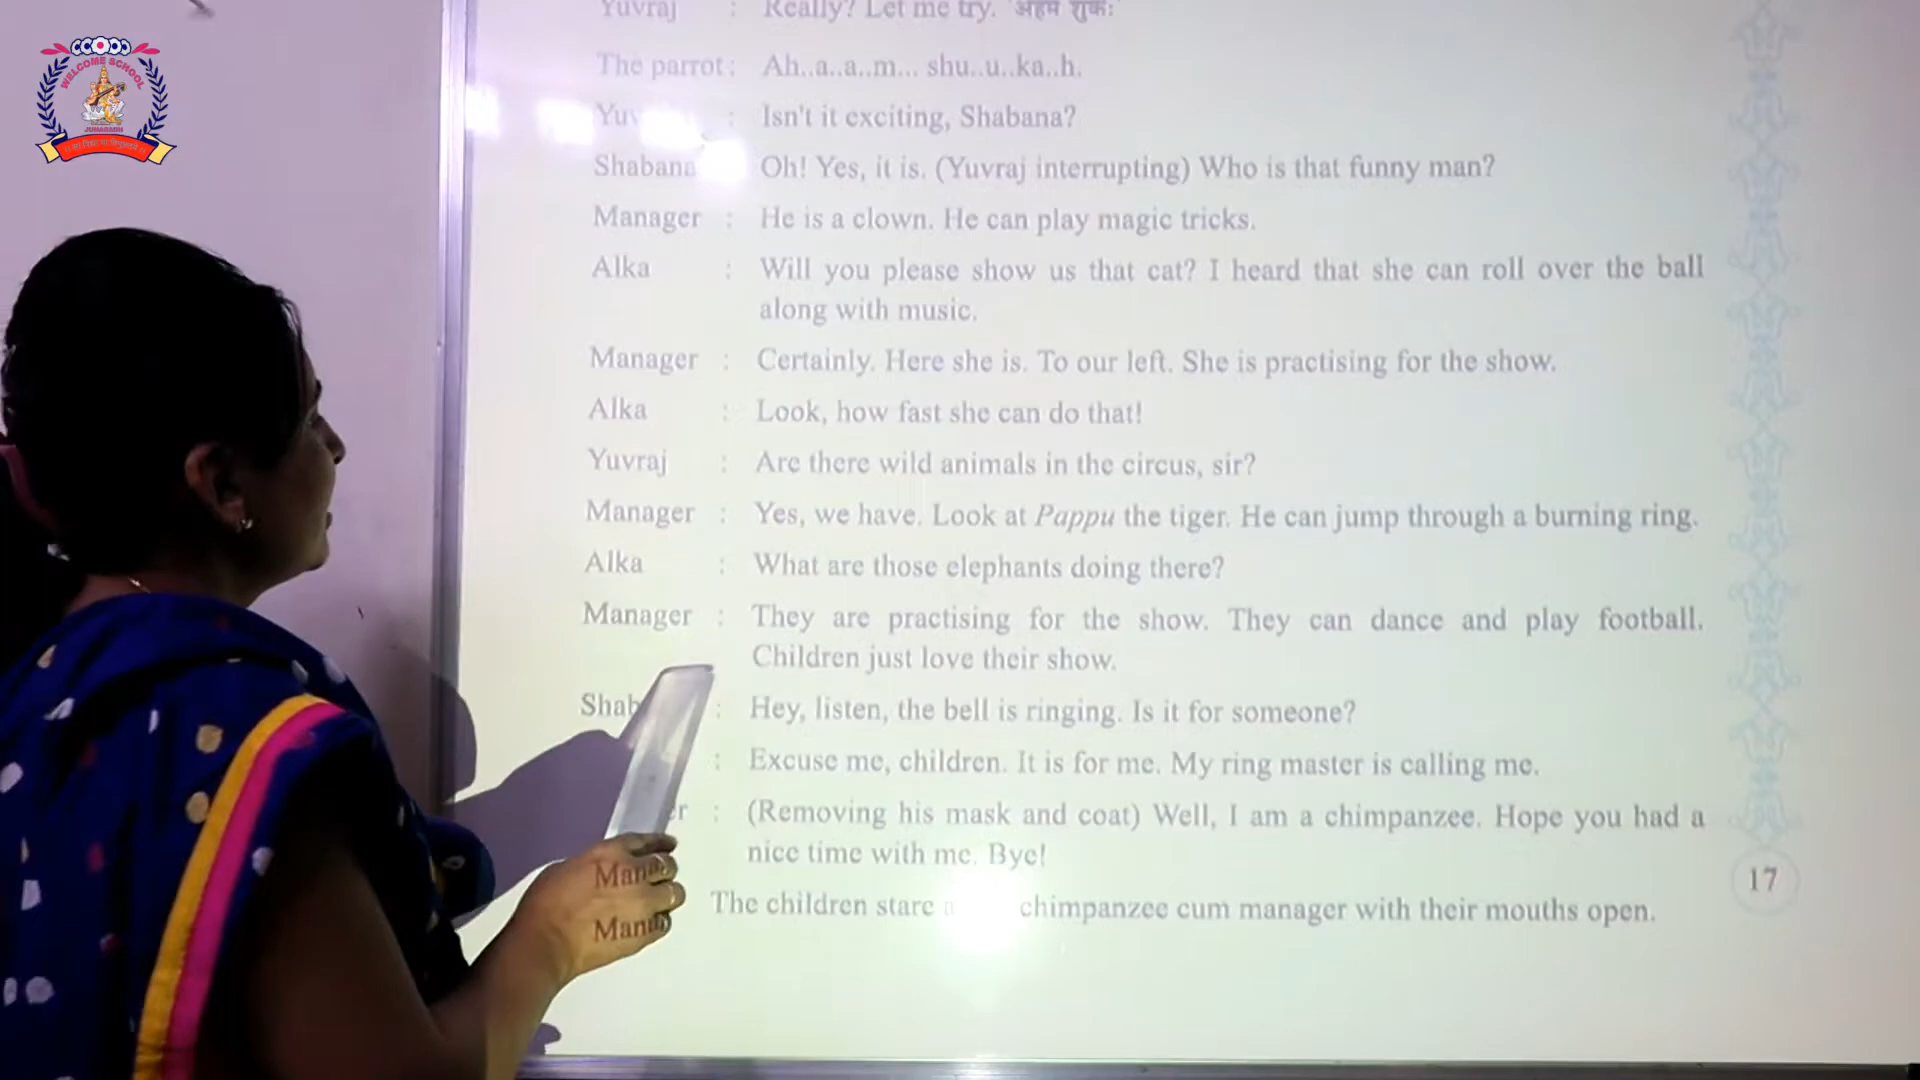 WELCOME SCHOOL
JUNAGADH
Yuvraj : Really? Let me try. 'अहम शुकः'
The parrot : Ah..a..a..m... shu..u..ka..h.
Yuv : Isn't it exciting, Shabana?
Shabana Oh! Yes, it is. (Yuvraj interrupting) Who is that funny man?
Manager : He is a clown. He can play magic tricks.
Alka : Will you please show us that cat? I heard that she can roll over the ball
along with music.
Manager : Certainly. Here she is. To our left. She is practising for the show.
Alka : Look, how fast she can do that!
Yuvraj : Are there wild animals in the circus, sir?
Manager : Yes, we have. Look at Pappu the tiger. He can jump through a burning ring.
Alka : What are those elephants doing there?
Manager : They are practising for the show. They can dance and play football.
Children just love their show.
Shab : Hey, listen, the bell is ringing. Is it for someone?
: Excuse me, children. It is for me. My ring master is calling me.
er : (Removing his mask and coat) Well, I am a chimpanzee. Hope you had a
nice time with me. Bye!
The children stare chimpanzee cum manager with their mouths open.
17